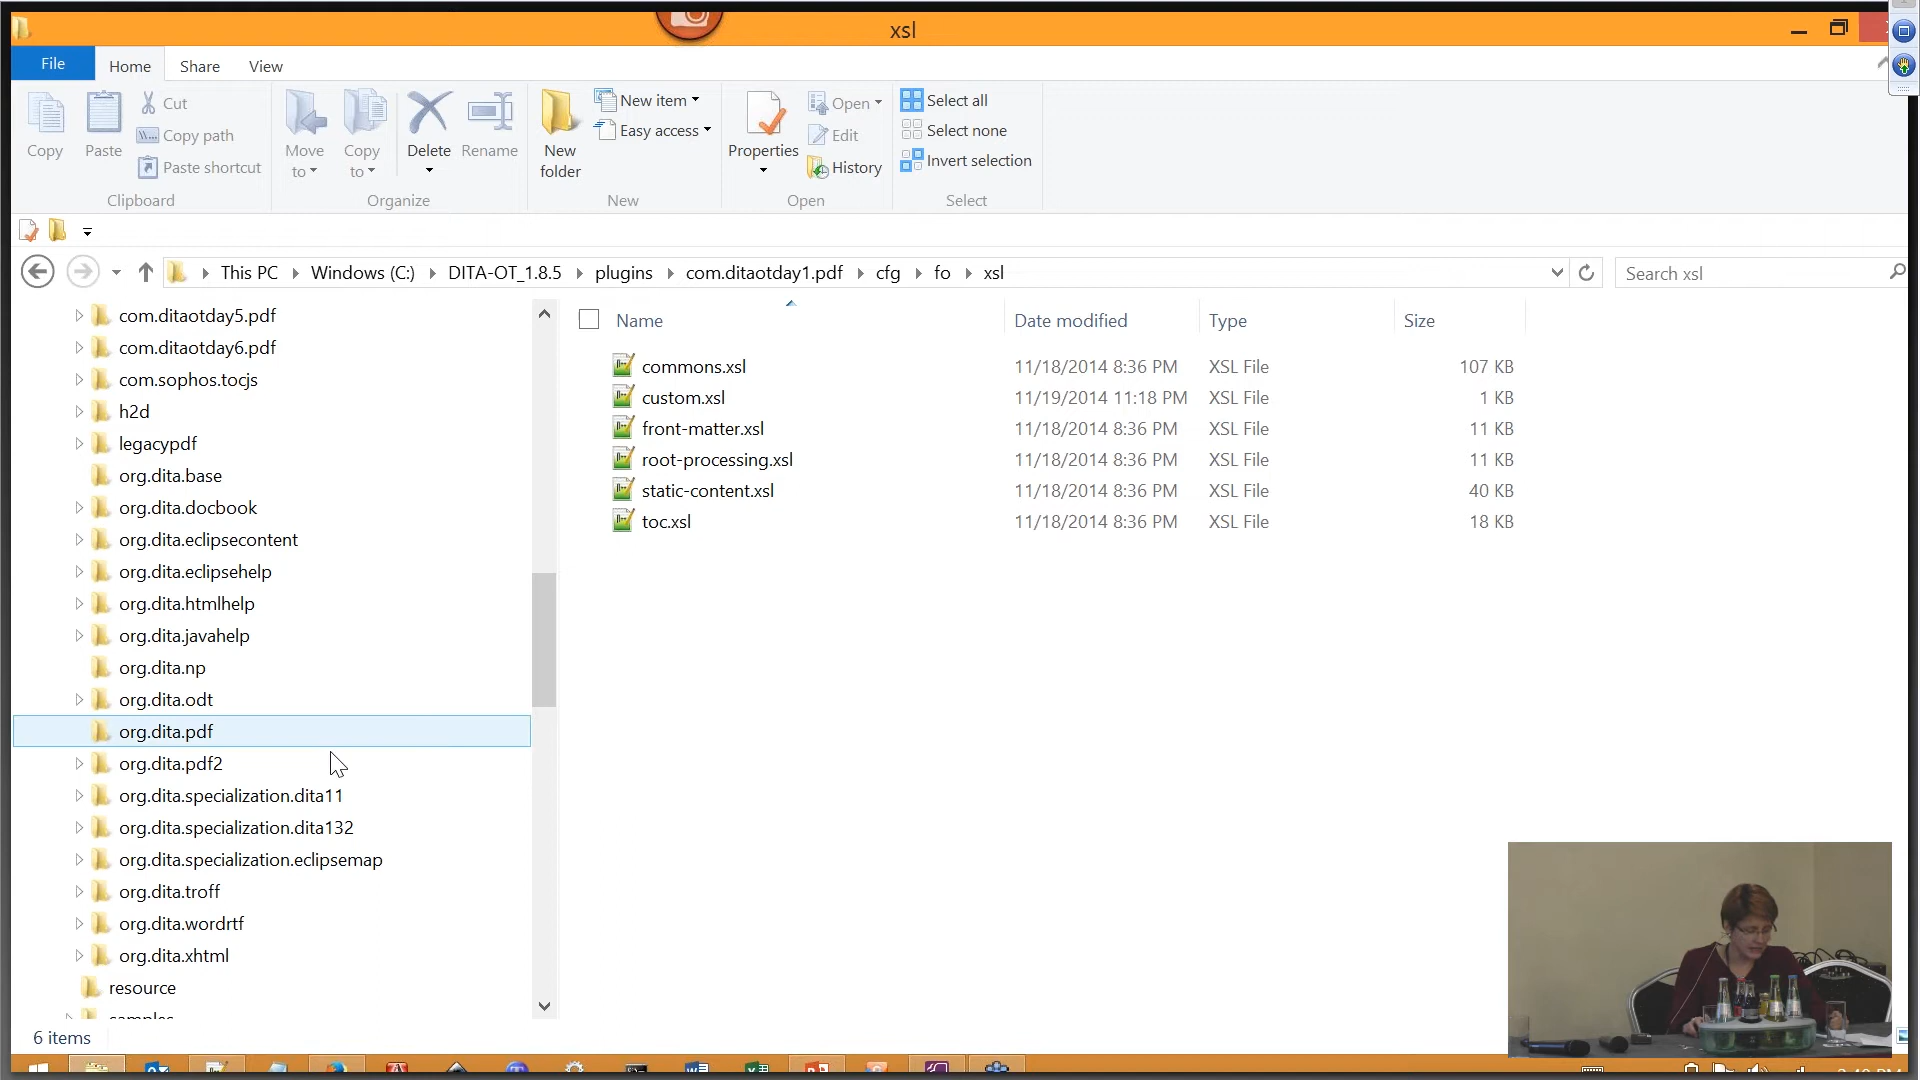 xsl
File Home Share View
Copy
Paste
Cut
Copy path
Paste shortcut
Clipboard
Move to
Copy to
Delete
Rename
Organize
New folder
New item
Easy access
New
Properties
Open
Edit
History
Open
Select all
Select none
Invert selection
Select
This PC Windows (C:) DITA-OT_1.8.5 plugins com.ditaotday1.pdf cfg fo xsl
Search xsl
com.ditaotday5.pdf
com.ditaotday6.pdf
com.sophos.tocjs
h2d
legacypdf
org.dita.base
org.dita.docbook
org.dita.eclipsecontent
org.dita.eclipsehelp
org.dita.htmlhelp
org.dita.javahelp
org.dita.np
org.dita.odt
org.dita.pdf
org.dita.pdf2
org.dita.specialization.dita11
org.dita.specialization.dita132
org.dita.specialization.eclipsemap
org.dita.troff
org.dita.wordrtf
org.dita.xhtml
resource
samples
Name Date modified Type Size
commons.xsl 11/18/2014 8:36 PM XSL File 107 KB
custom.xsl 11/19/2014 11:18 PM XSL File 1 KB
front-matter.xsl 11/18/2014 8:36 PM XSL File 11 KB
root-processing.xsl 11/18/2014 8:36 PM XSL File 11 KB
static-content.xsl 11/18/2014 8:36 PM XSL File 40 KB
toc.xsl 11/18/2014 8:36 PM XSL File 18 KB
6 items